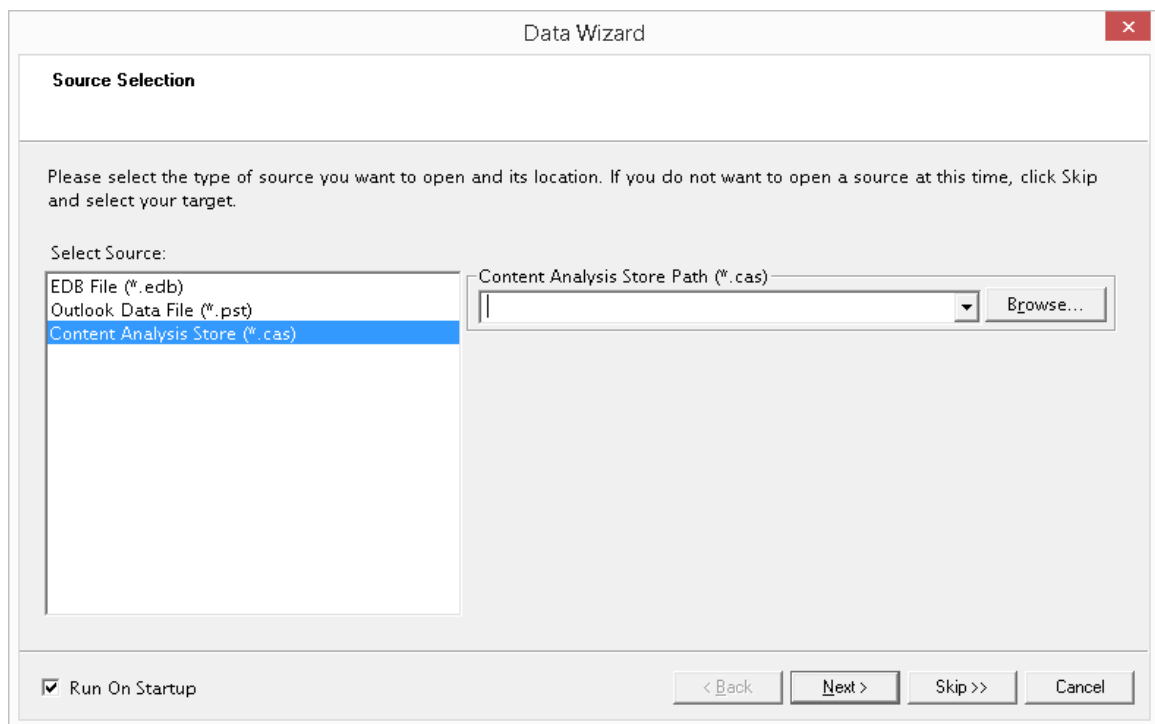 Data Wizard
Source Selection
Please select the type of source you want to open and its location. If you do not want to open a source at this time, click Skip
and select your target.
Select Source:
EDB File (*.edb)
Outlook Data File (*.pst)
Content Analysis Store (*.cas)
Content Analysis Store Path (*.cas)
Browse...
Run On Startup
< Back
Next >
Skip >>
Cancel